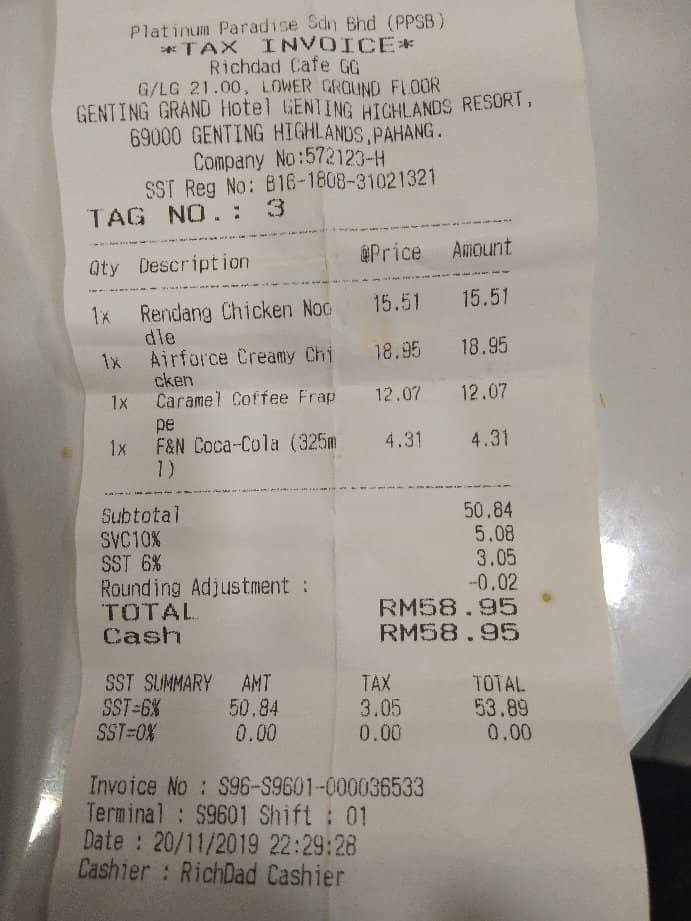 Platinum Paradise Sdn Bhd (PPSB)
*TAX INVOICE*
Richdad Cafe GG
G/LG 21.00, LOWER GROUND FLOOR
GENTING GRAND Hotel GENTING HIGHLANDS RESORT,
69000 GENTING HIGHLANDS,PAHANG.
Company No:572123-H
SST Reg No: B16-1808-31021321
TAG NO.: 3
Qty Description @Price Amount
1x Rendang Chicken Noo 15.51 15.51
dle
1x Airforce Creamy Chi 18.95 18.95
cken
1x Caramel Coffee Frap 12.07 12.07
pe
1x F&N Coca-Cola (325m 4.31 4.31
l)
Subtotal 50.84
SVC10% 5.08
SST 6% 3.05
Rounding Adjustment : -0.02
TOTAL RM58.95
Cash RM58.95
SST SUMMARY AMT TAX TOTAL
SST=6% 50.84 3.05 53.89
SST=0% 0.00 0.00 0.00
Invoice No : S96-S9601-000036533
Terminal : S9601 Shift : 01
Date : 20/11/2019 22:29:28
Cashier : RichDad Cashier